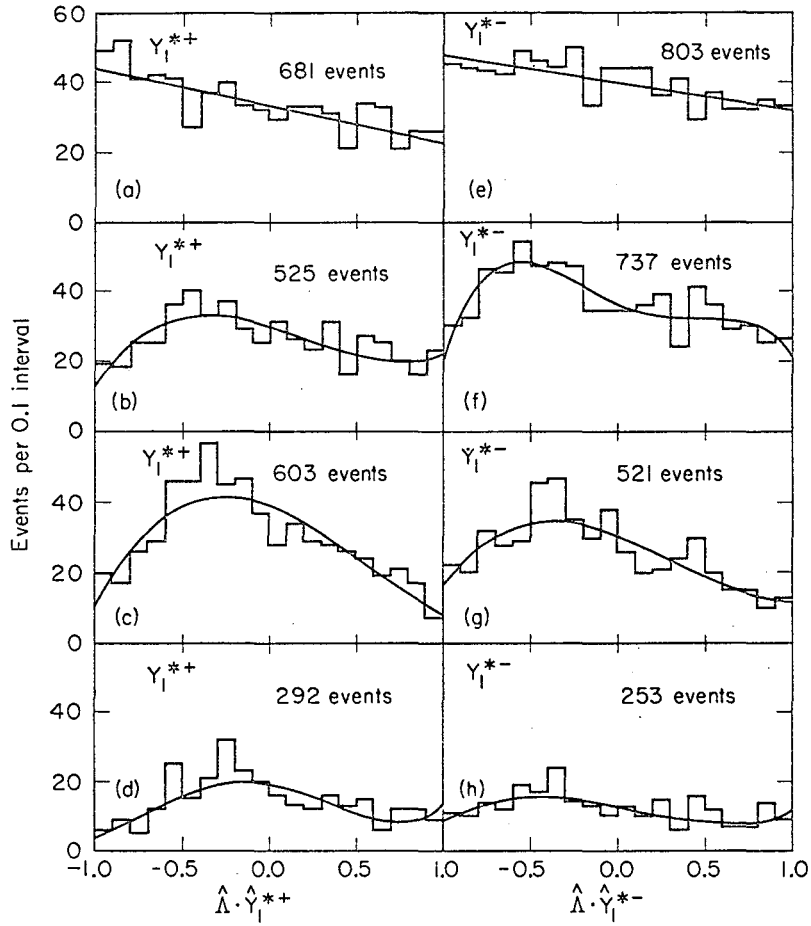 60
Y₁*⁺
Y₁*⁻
681 events
803 events
40
20
(a)
(e)
0
Y₁*⁺
Y₁*⁻
525 events
737 events
40
20
(b)
(f)
0
Y₁*⁺
Y₁*⁻
603 events
521 events
40
20
(c)
(g)
0
Y₁*⁺
Y₁*⁻
292 events
253 events
40
20
(d)
(h)
0
Events per 0.1 interval
-1.0 -0.5 0.0 0.5 1.0 -0.5 0.0 0.5 1.0
Λ̂·Ŷ₁*⁺
Λ̂·Ŷ₁*⁻